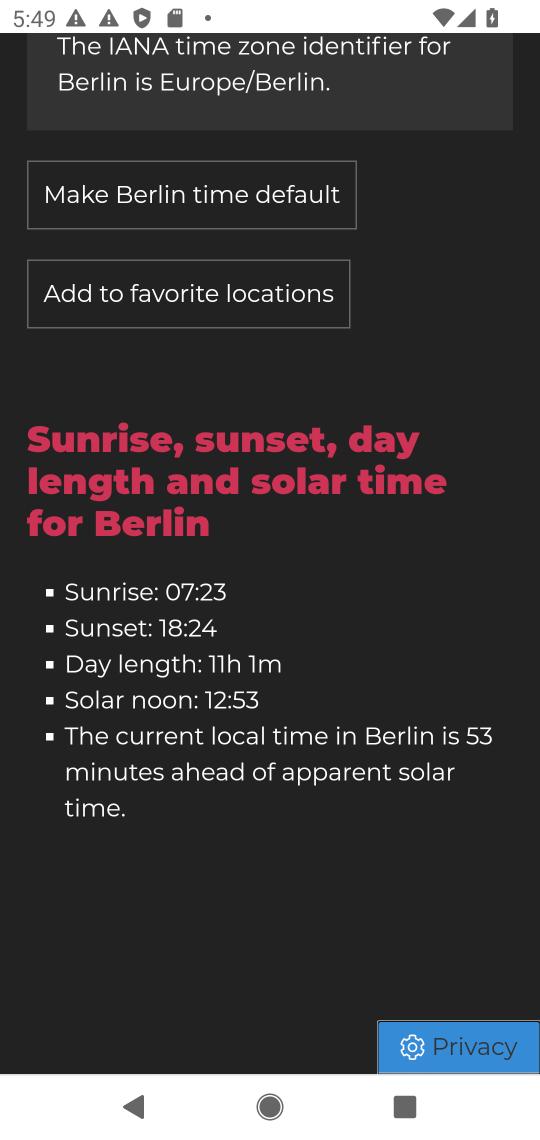 5:49
The IANA time zone identifier for
Berlin is Europe/Berlin.
Make Berlin time default
Add to favorite locations
Sunrise, sunset, day
length and solar time
for Berlin
Sunrise: 07:23
Sunset: 18:24
Day length: 11h 1m
Solar noon: 12:53
The current local time in Berlin is 53
minutes ahead of apparent solar
time.
Privacy